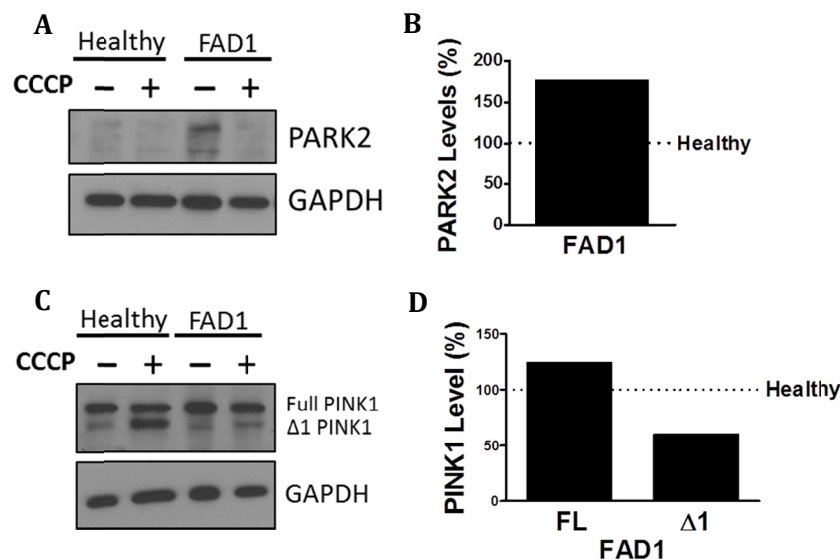 A
Healthy FAD1
CCCP – + – +
PARK2
GAPDH
B
PARK2 Levels (%)
200
150
100
50
0
Healthy
FAD1
C
Healthy FAD1
CCCP – + – +
Full PINK1
Δ1 PINK1
GAPDH
D
PINK1 Level (%)
150
100
50
0
Healthy
FL Δ1
FAD1